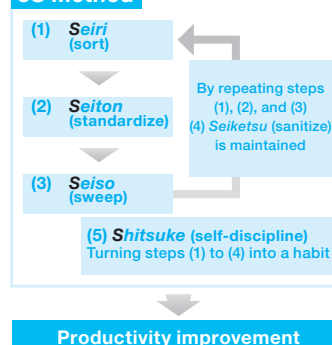 5S Method
(1) Seiri
(sort)
(2) Seiton
(standardize)
(3) Seiso
(sweep)
By repeating steps
(1), (2), and (3)
(4) Seiketsu (sanitize)
is maintained
(5) Shitsuke (self-discipline)
Turning steps (1) to (4) into a habit
Productivity improvement